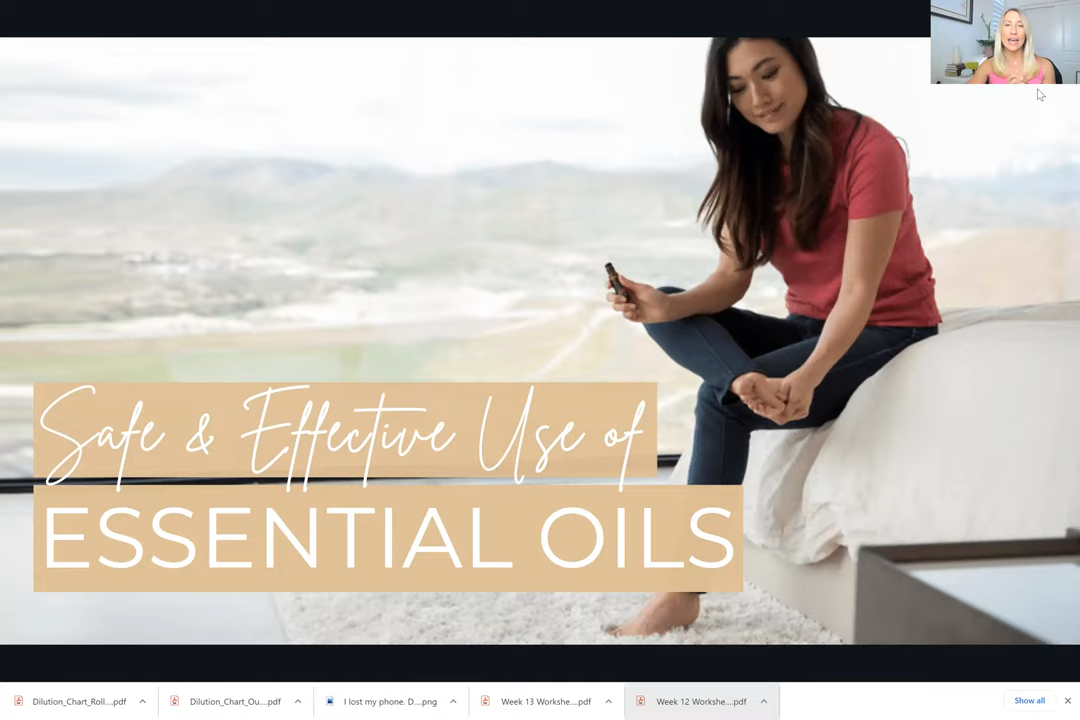 Safe & Effective Use of
ESSENTIAL OILS
Dilution_Chart_Roll....pdf
Dilution_Chart_Ou....pdf
I lost my phone. D....png
Week 13 Workshe....pdf
Week 12 Workshe....pdf
Show all